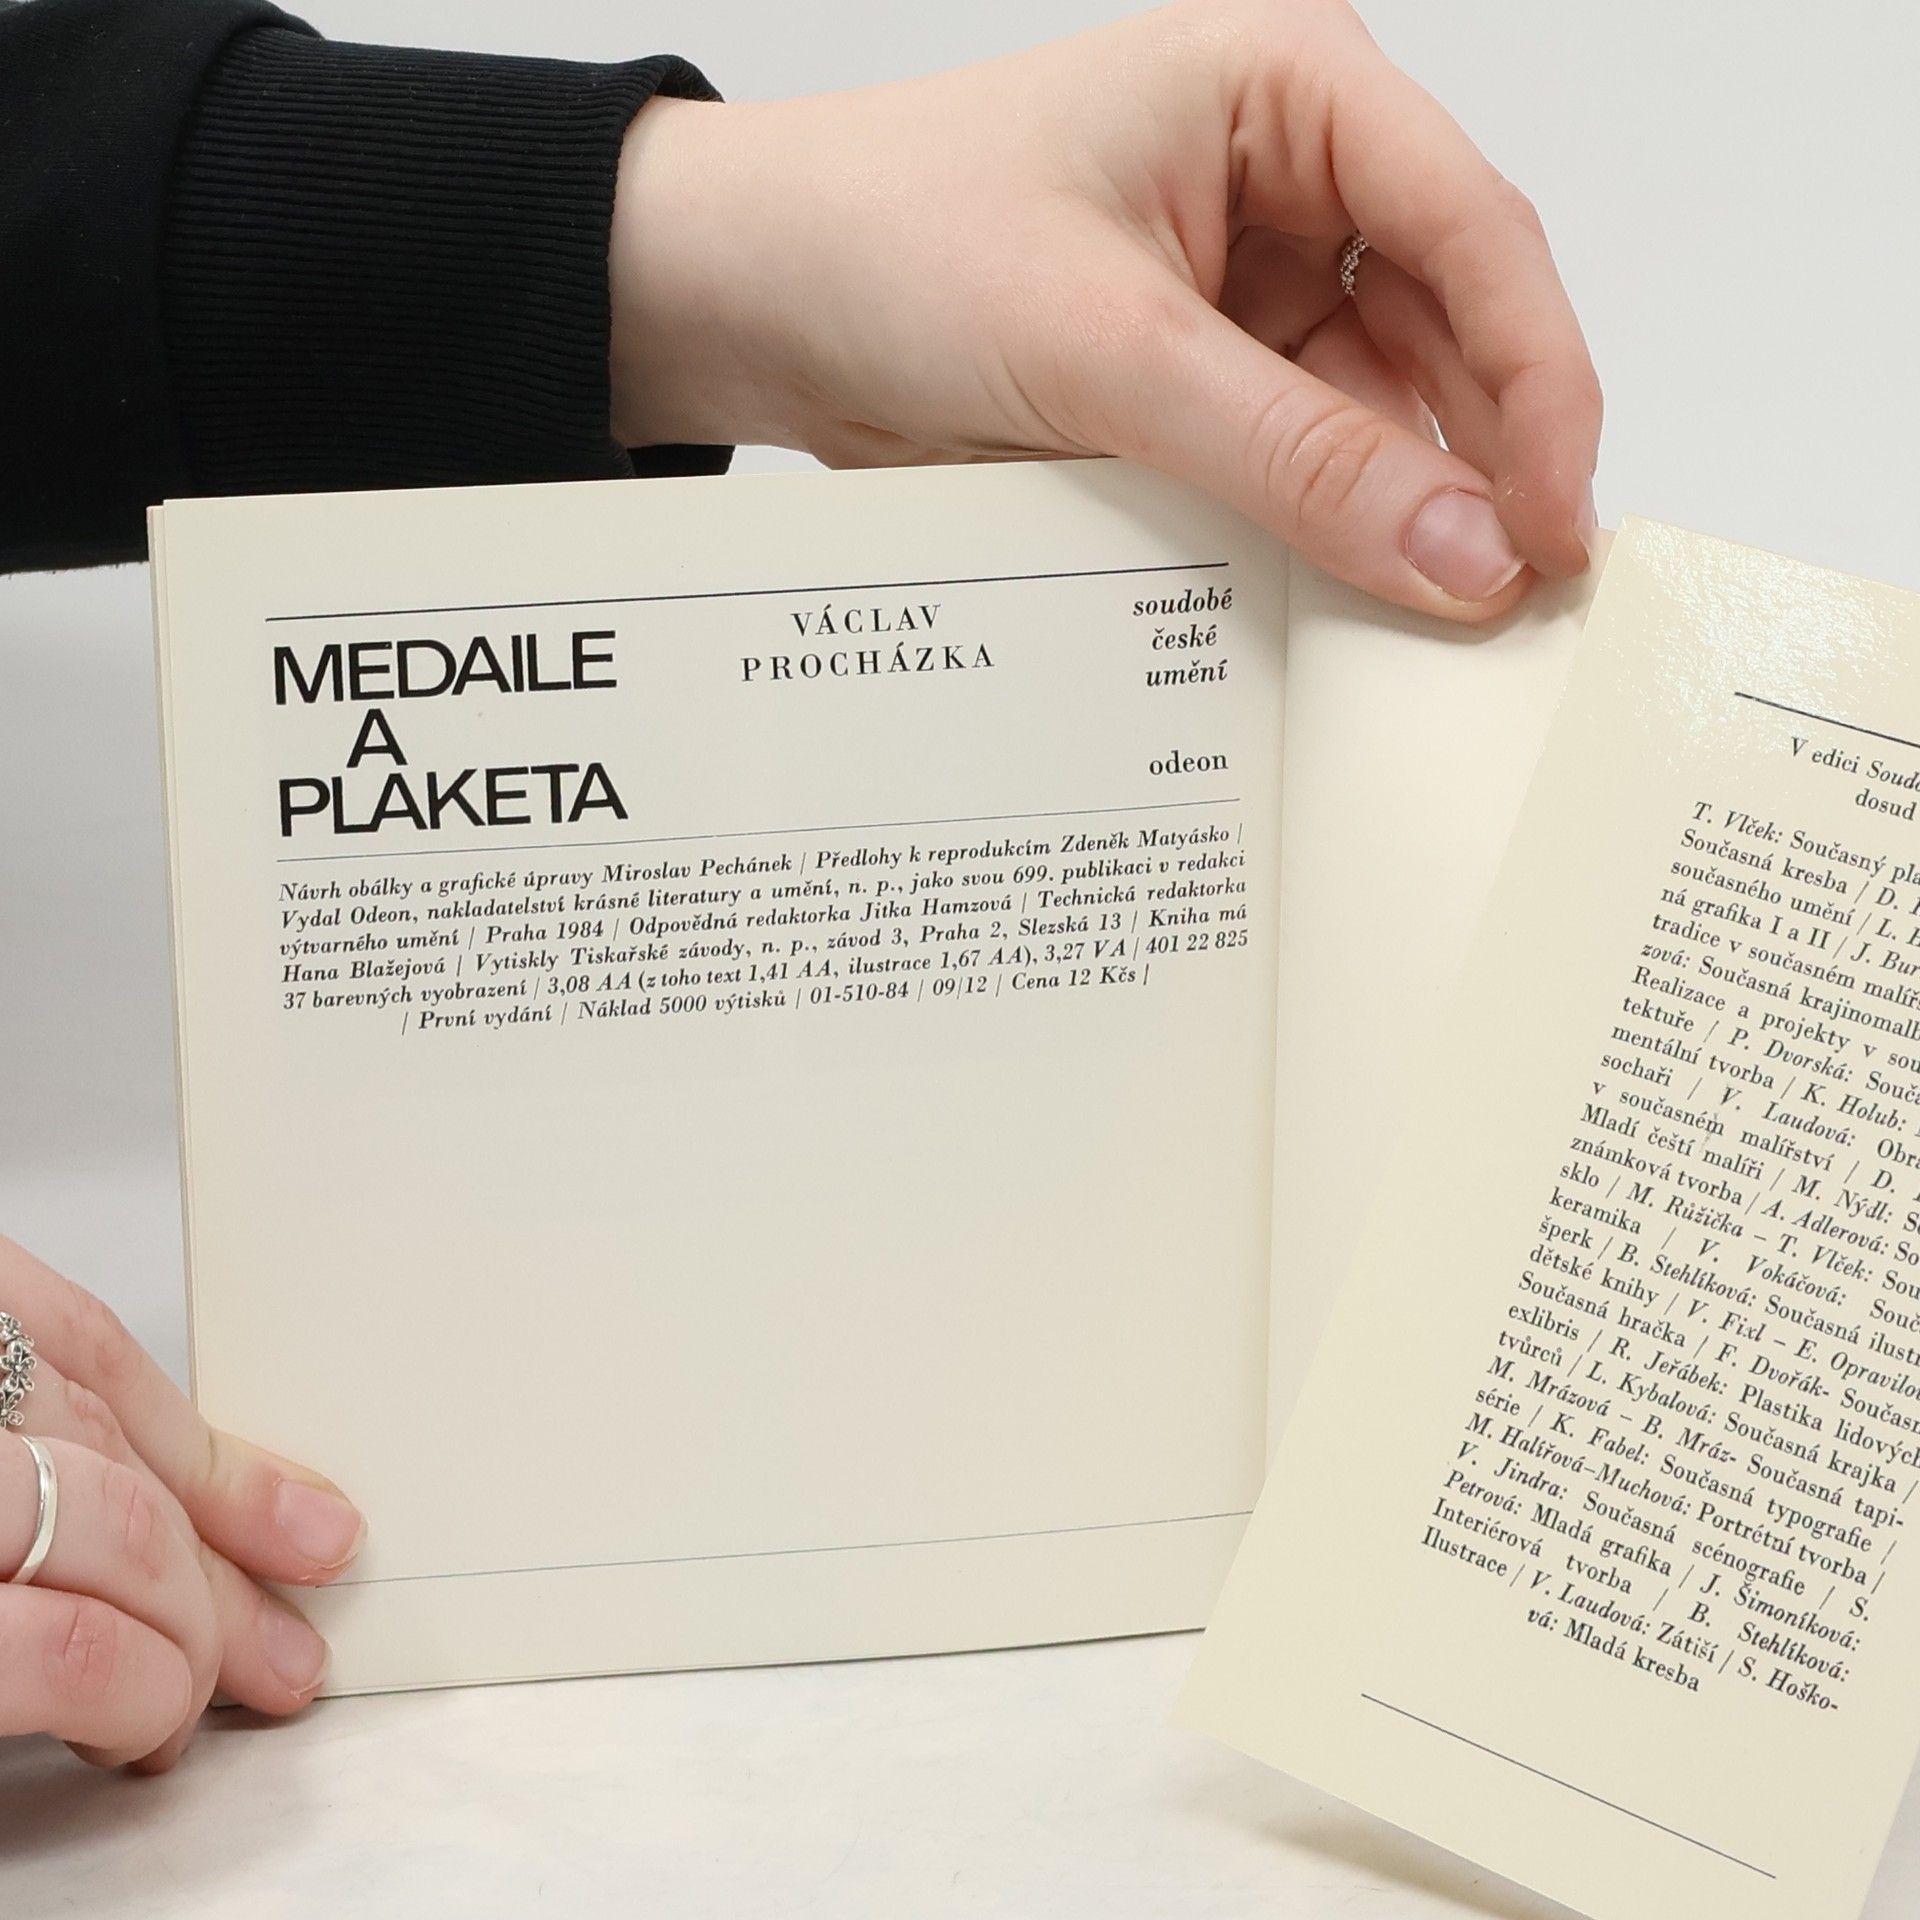 MEDAILE
A
PLAKETA
VÁCLAV
PROCHÁZKA
soudobé
české
umění
odeon
Návrh obálky a grafické úpravy Miroslav Pechánek | Předlohy k reprodukcím Zdeněk Matyásko |
Vydal Odeon, nakladatelství krásné literatury a umění, n. p., jako svou 699. publikaci v redakci
výtvarného umění | Praha 1984 | Odpovědná redaktorka Jitka Hamzová | Technická redaktorka
Hana Blažejová | Vytiskly Tiskařské závody, n. p., závod 3, Praha 2, Slezská 13 | Kniha má
37 barevných vyobrazení | 3,08 AA (z toho text 1,41 AA, ilustrace 1,67 AA), 3,27 VA | 401 22 825
| První vydání | Náklad 5000 výtisků | 01-510-84 | 09/12 | Cena 12 Kčs |
V edici
dosud
T. Vlček: Současný
Současná kresba / D.
současného umění / L.
ná grafika I a II / J.
tradice v současném
zová: Současná
Realizace a projekty v
tektuře / P. Dvorská:
mentální tvorba / K. Holub:
sochaři / V. Laudová:
v současném malířství / D.
Mladí čeští malíři / M. Nýdl:
známková tvorba / A. Adlerová:
sklo / M. Růžička – T. Vlček:
keramika / V. Vokáčová:
šperk / B. Stehlíková: Současná
dětské knihy / V. Fixl – E.
Současná hračka / F. Dvořák-
exlibris / R. Jeřábek: Plastika lidových
tvůrců / L. Kybalová: Současná krajka /
M. Mrázová – B. Mráz- Současná tapi-
série / K. Fabel: Současná typografie /
M. Halířová–Muchová: Portrétní tvorba /
V. Jindra: Současná scénografie / S.
Petrová: Mladá grafika / J. Šimoníková:
Interiérová tvorba / B. Stehlíková:
Ilustrace / V. Laudová: Zátiší / S. Hoško-
vá: Mladá kresba